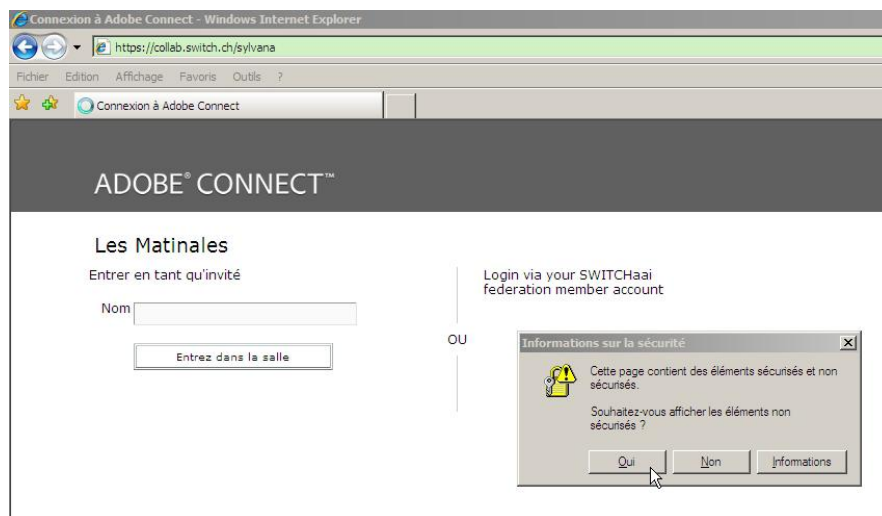 Connexion à Adobe Connect - Windows Internet Explorer
https://collab.switch.ch/sylvana
Fichier Edition Affichage Favoris Outils ?
Connexion à Adobe Connect
ADOBE® CONNECT™
Les Matinales
Entrer en tant qu'invité
Nom
Entrez dans la salle
OU
Login via your SWITCHaai
federation member account
Informations sur la sécurité
Cette page contient des éléments sécurisés et non
sécurisés.
Souhaitez-vous afficher les éléments non
sécurisés ?
Oui Non Informations